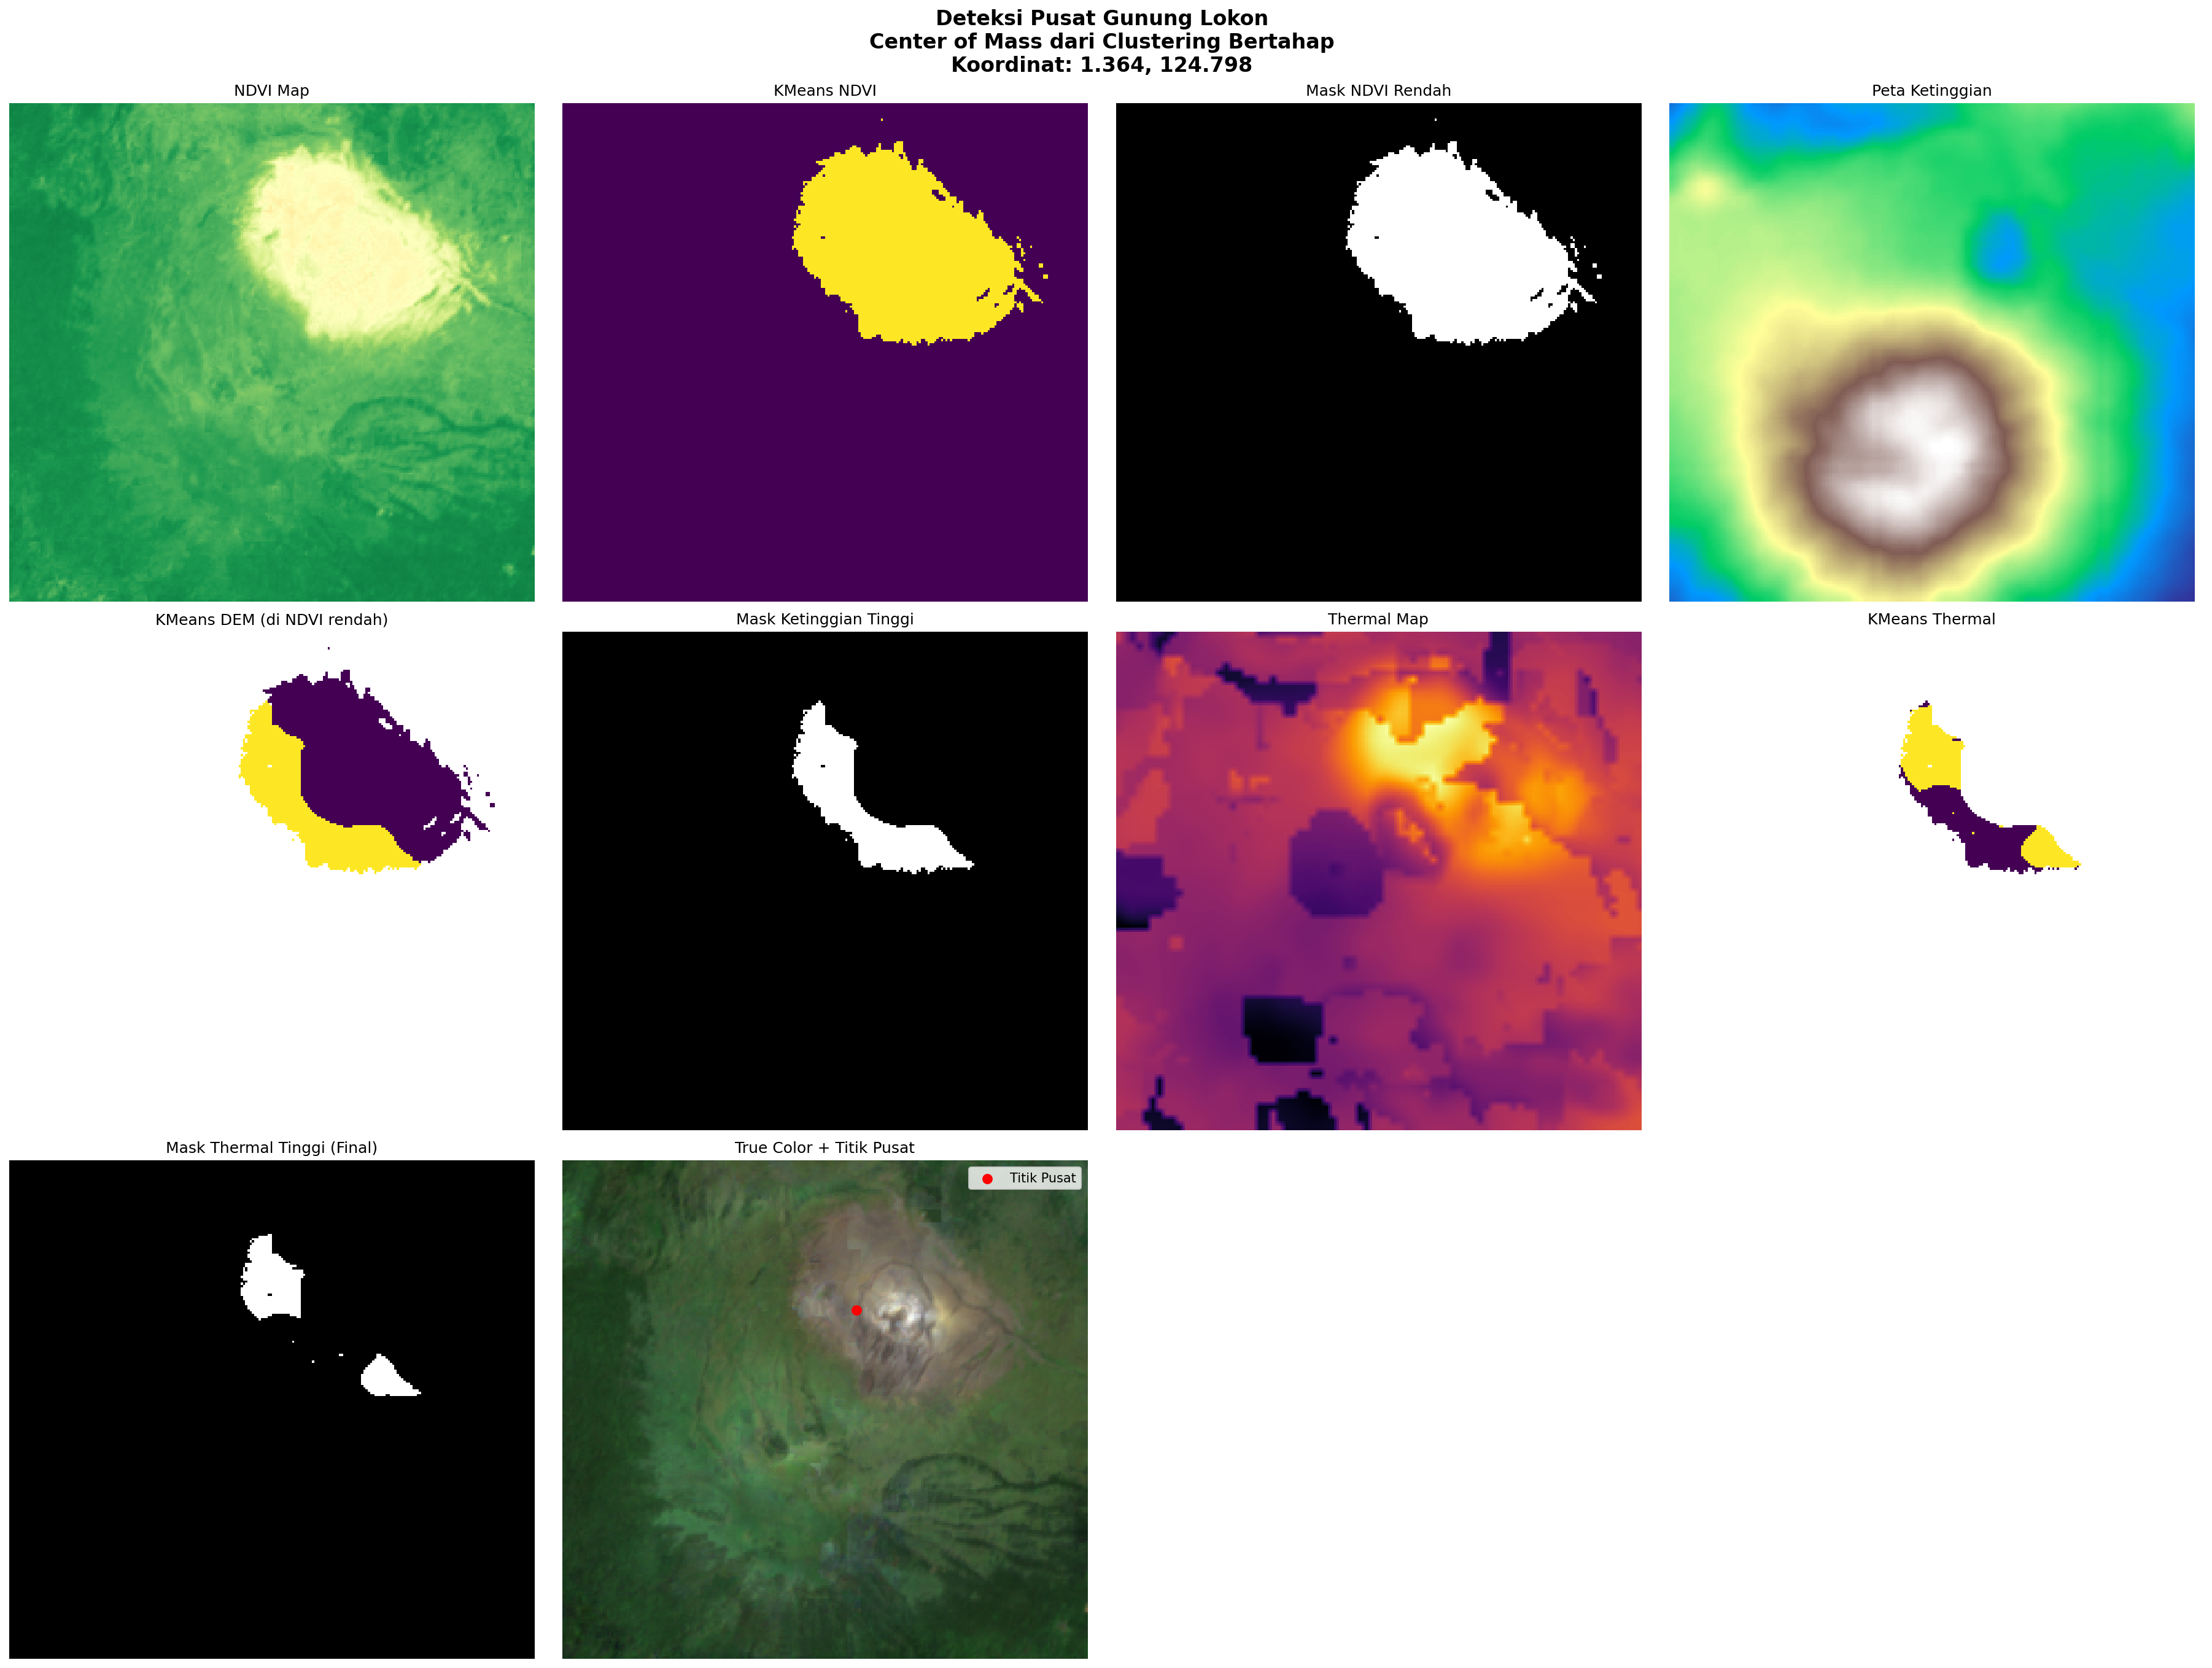 Deteksi Pusat Gunung Lokon
Center of Mass dari Clustering Bertahap
Koordinat: 1.364, 124.798
NDVI Map
KMeans NDVI
Mask NDVI Rendah
Peta Ketinggian
KMeans DEM (di NDVI rendah)
Mask Ketinggian Tinggi
Thermal Map
KMeans Thermal
Mask Thermal Tinggi (Final)
True Color + Titik Pusat
Titik Pusat